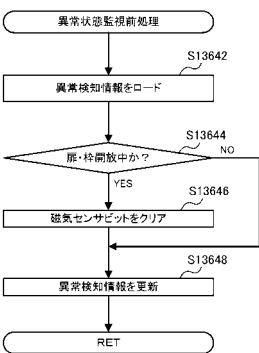 異常状態監視前処理
S13642
異常検知情報をロード
S13644
扉・枠開放中か?
NO
YES
S13646
磁気センサビットをクリア
S13648
異常検知情報を更新
RET